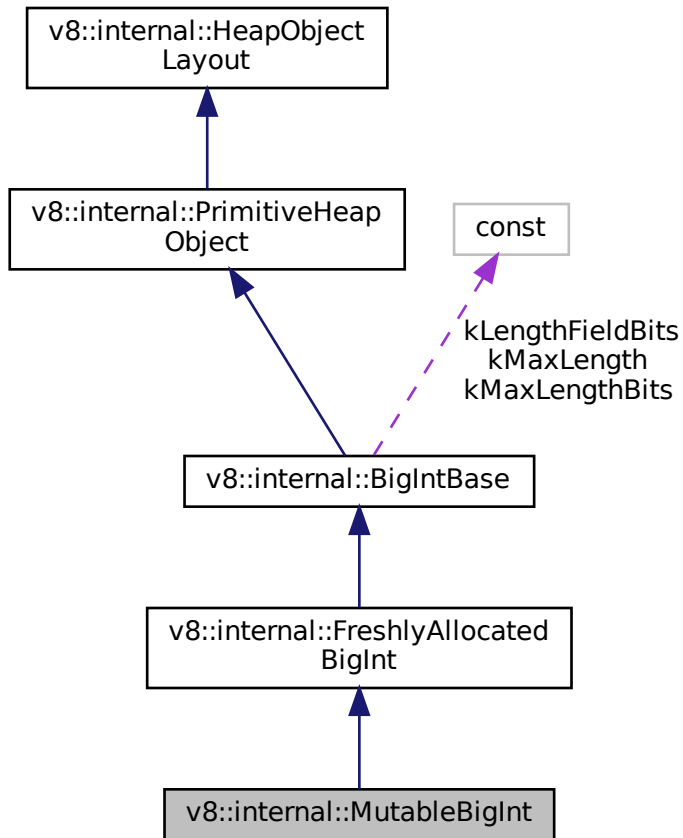 v8::internal::HeapObject
Layout
v8::internal::PrimitiveHeap
Object
const
kLengthFieldBits
kMaxLength
kMaxLengthBits
v8::internal::BigIntBase
v8::internal::FreshlyAllocated
BigInt
v8::internal::MutableBigInt